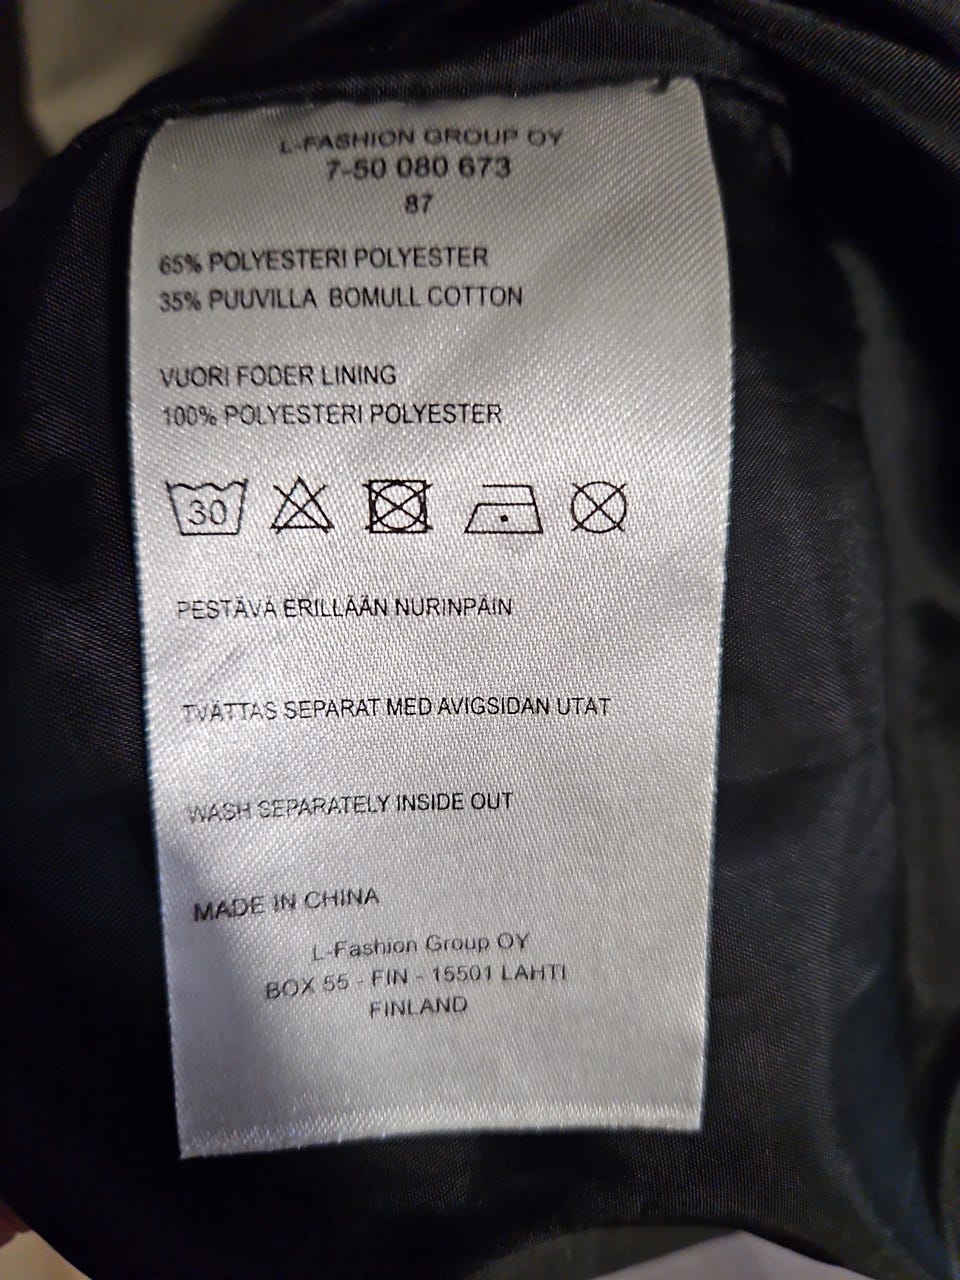 L-FASHION GROUP OY
7-50 080 673
87
65% POLYESTERI POLYESTER
35% PUUVILLA BOMULL COTTON
VUORI FODER LINING
100% POLYESTERI POLYESTER
30
PESTÄVÄ ERILLÄÄN NURINPÄIN
TVÄTTAS SEPARAT MED AVIGSIDAN UTAT
WASH SEPARATELY INSIDE OUT
MADE IN CHINA
L-Fashion Group OY
BOX 55 - FIN - 15501 LAHTI
FINLAND